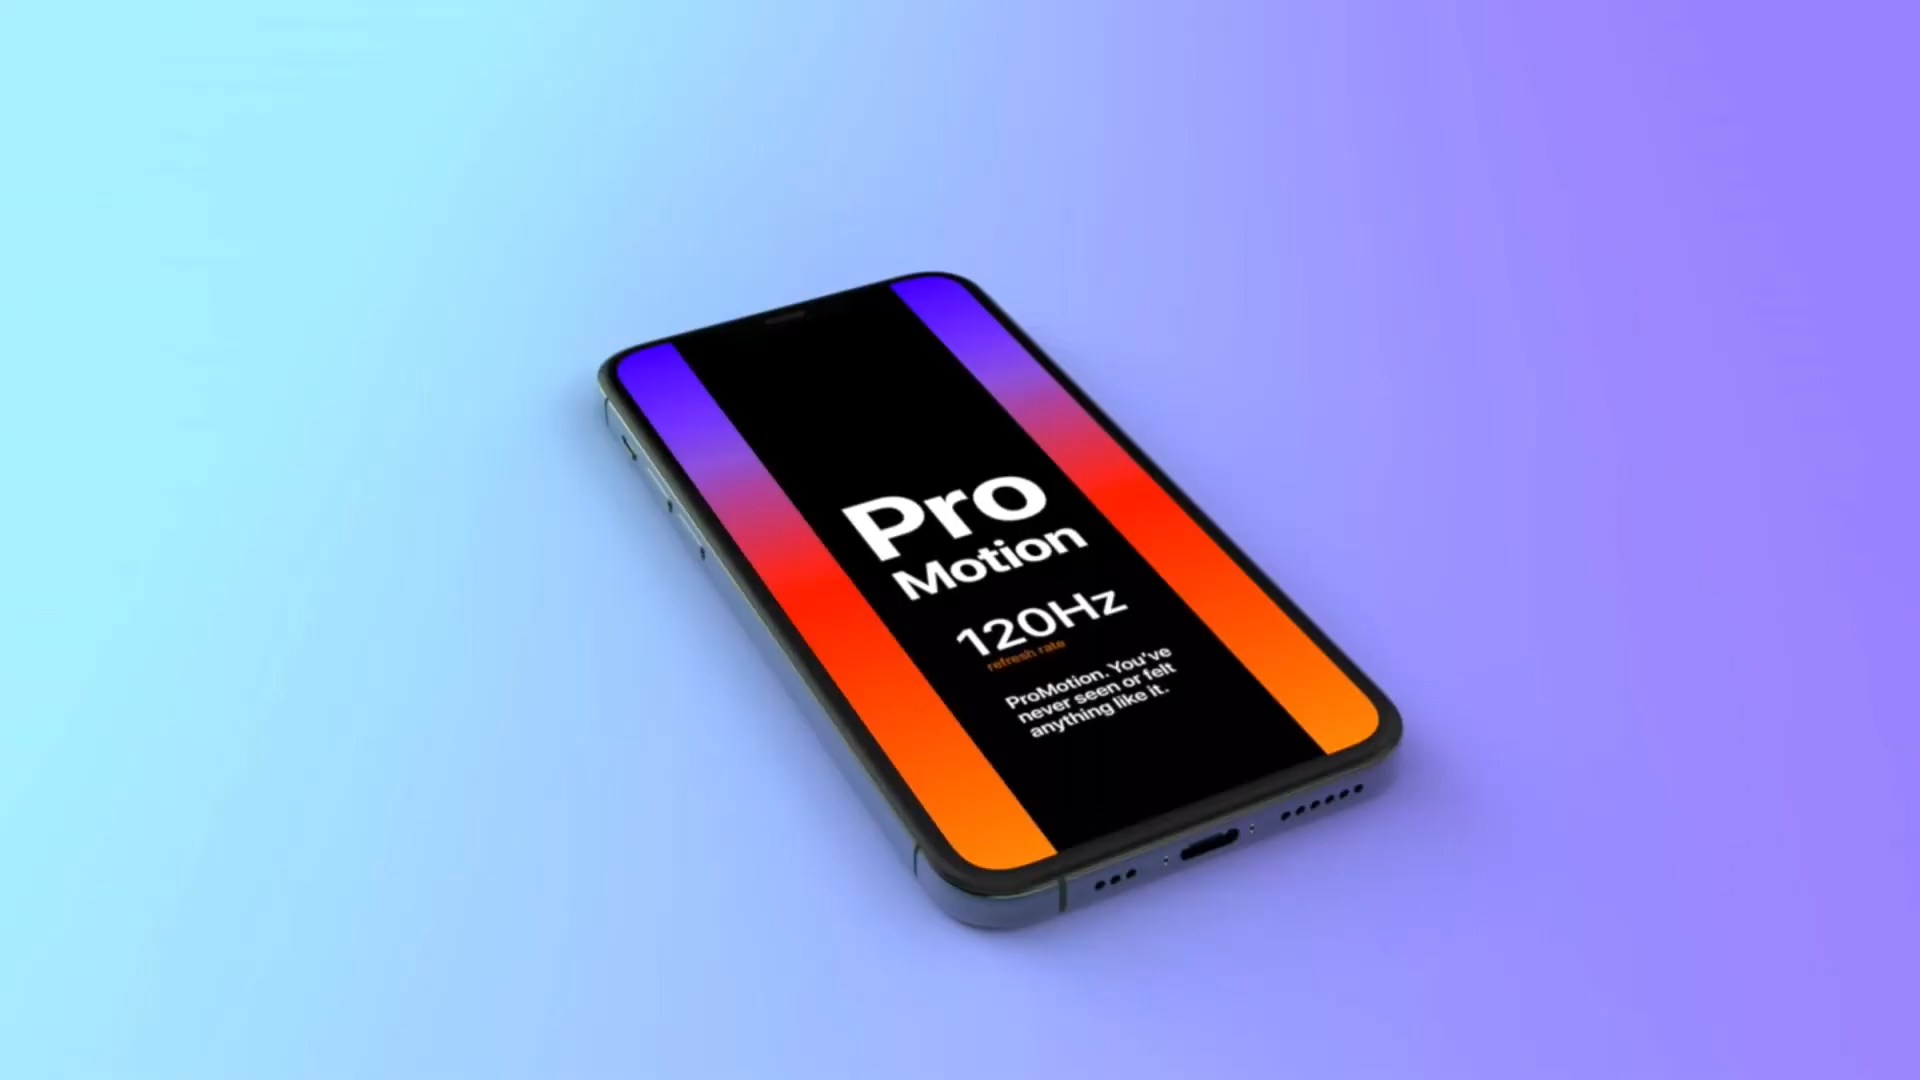 Pro
Motion
120Hz
refresh rate
ProMotion. You've
never seen or felt
anything like it.